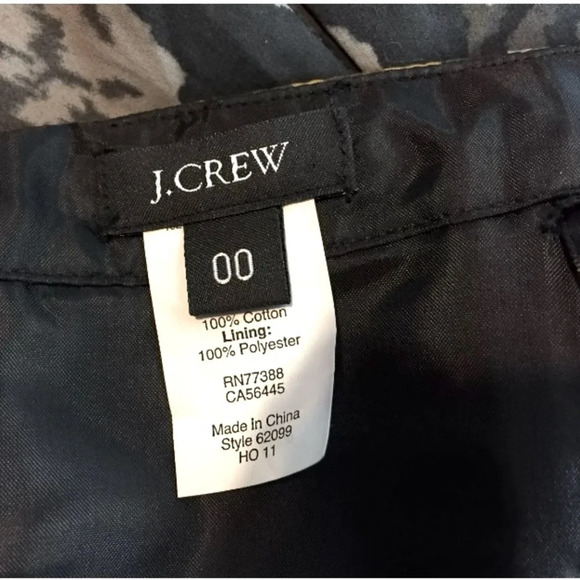 J.CREW
00
100% Cotton
Lining:
100% Polyester
RN77388
CA56445
Made in China
Style 62099
HO 11